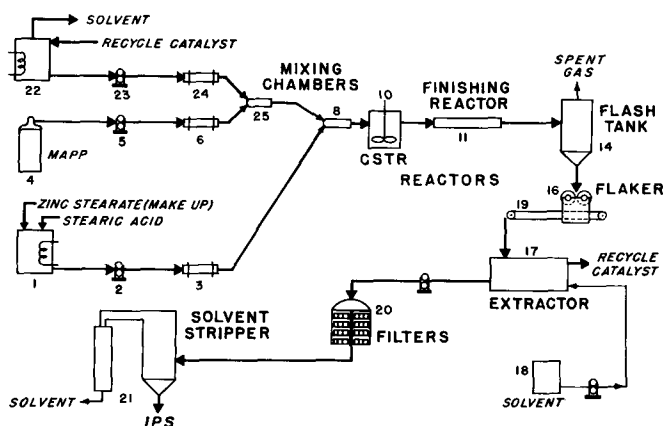 SOLVENT
RECYCLE CATALYST
22
23
24
MIXING
CHAMBERS
25
8
10
CSTR
FINISHING
REACTOR
11
REACTORS
SPENT
GAS
FLASH
TANK
14
MAPP
4
5
6
16
FLAKER
19
ZINC STEARATE(MAKE UP)
STEARIC ACID
1
2
3
17
EXTRACTOR
RECYCLE
CATALYST
20
FILTERS
SOLVENT
STRIPPER
21
SOLVENT
IPS
18
SOLVENT